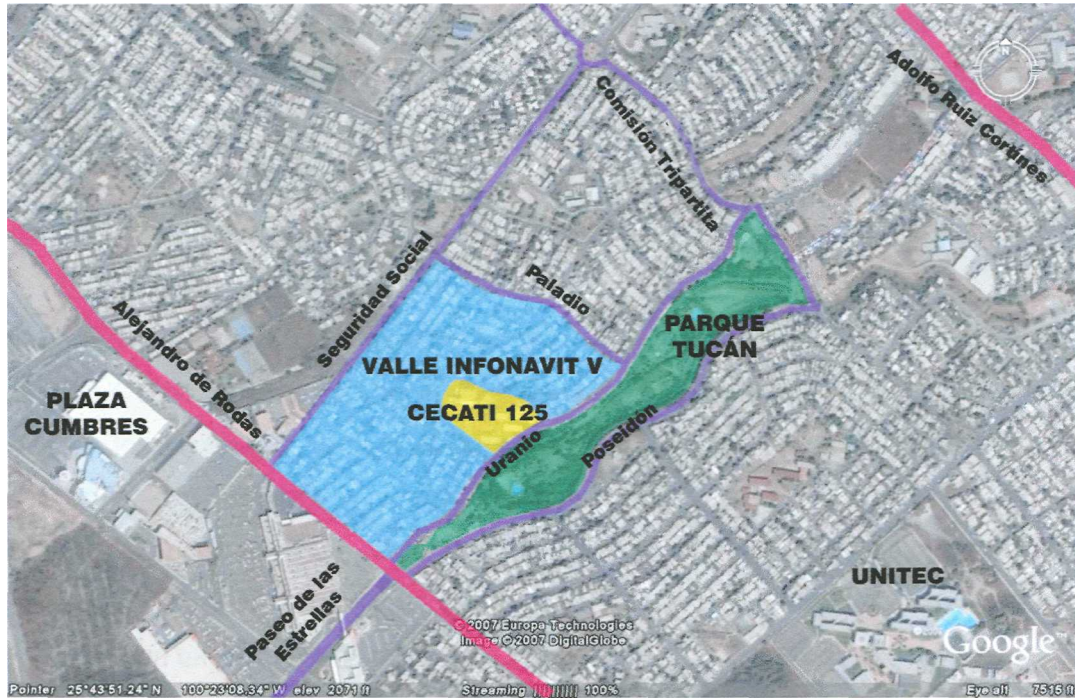 N
Adolfo Ruiz Cortines
Comisión Tripartita
Seguridad Social
Paladio
Alejandro de Rodas
PARQUE
TUCÁN
VALLE INFONAVIT V
PLAZA
CUMBRES
CECATI 125
Uranio
Poseidón
UNITEC
Paseo de las
Estrellas
© 2007 Europa Technologies
Image © 2007 DigitalGlobe
Google™
Pointer 25°43'51.24" N 100°23'08.34" W elev 2071 ft
Streaming ||||||||| 100%
Eye alt 7515 ft